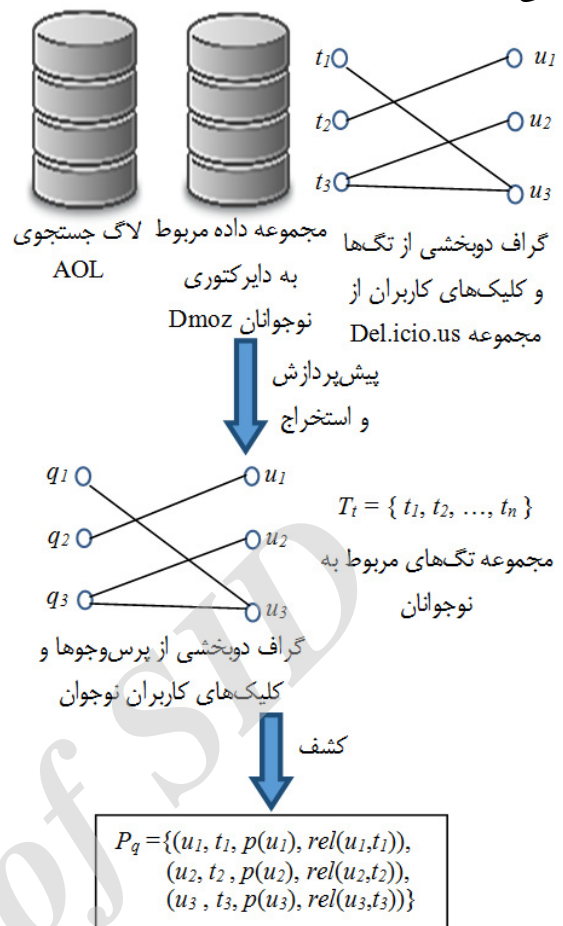 t1 u1
t2 u2
t3 u3
لاگ جستجوی
AOL
مجموعه داده مربوط
به دایرکتوری
نوجوانان Dmoz
گراف دوبخشی از تگ‌ها
و کلیک‌های کاربران از
مجموعه Del.icio.us
پیش‌پردازش
و استخراج
q1 u1
q2 u2
q3 u3
Tt = { t1, t2, …, tn }
مجموعه تگ‌های مربوط به
نوجوانان
گراف دوبخشی از پرس‌وجوها و
کلیک‌های کاربران نوجوان
کشف
Pq ={(u1, t1, p(u1), rel(u1,t1)),
(u2, t2 , p(u2), rel(u2,t2)),
(u3 , t3, p(u3), rel(u3,t3))}
of SID